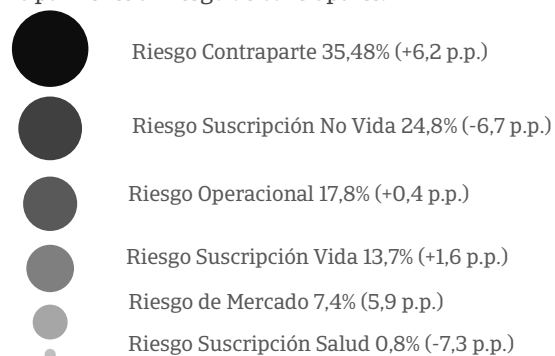 Riesgo Contraparte 35,48% (+6,2 p.p.)
Riesgo Suscripción No Vida 24,8% (-6,7 p.p.)
Riesgo Operacional 17,8% (+0,4 p.p.)
Riesgo Suscripción Vida 13,7% (+1,6 p.p.)
Riesgo de Mercado 7,4% (5,9 p.p.)
Riesgo Suscripción Salud 0,8% (-7,3 p.p.)